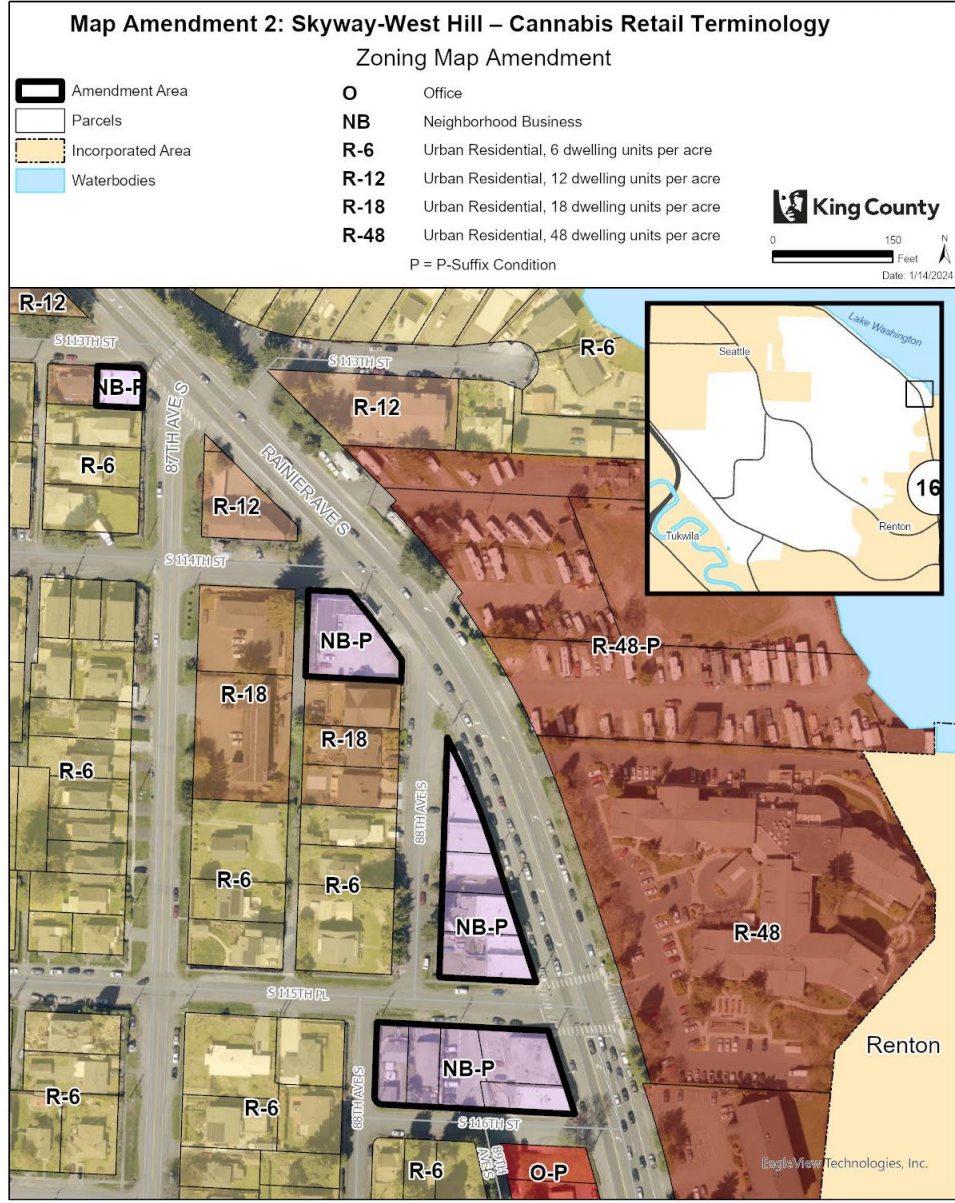 Map Amendment 2: Skyway-West Hill – Cannabis Retail Terminology
Zoning Map Amendment
Amendment Area
Parcels
Incorporated Area
Waterbodies
O Office
NB Neighborhood Business
R-6 Urban Residential, 6 dwelling units per acre
R-12 Urban Residential, 12 dwelling units per acre
R-18 Urban Residential, 18 dwelling units per acre
R-48 Urban Residential, 48 dwelling units per acre
P = P-Suffix Condition
King County
0 150
Feet
N
Date: 1/14/2024
R-12
S 113TH ST
NB-P
87TH AVE S
R-6
S 113TH ST
R-12
R-6
RAINIER AVE S
R-12
S 114TH ST
Lake Washington
Seattle
Tukwila
Renton
16
NB-P
R-18
R-18
R-48-P
R-6
88TH AVE S
R-6
R-6
NB-P
R-48
S 115TH PL
Renton
NB-P
R-6
R-6
88TH AVE S
S 116TH ST
R-6
89TH
AVE S
O-P
EagleView Technologies, Inc.